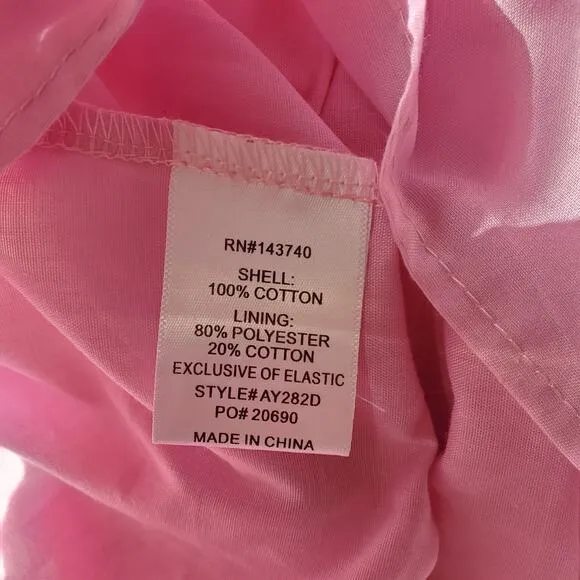 RN#143740
SHELL:
100% COTTON
LINING:
80% POLYESTER
20% COTTON
EXCLUSIVE OF ELASTIC
STYLE# AY282D
PO# 20690
MADE IN CHINA